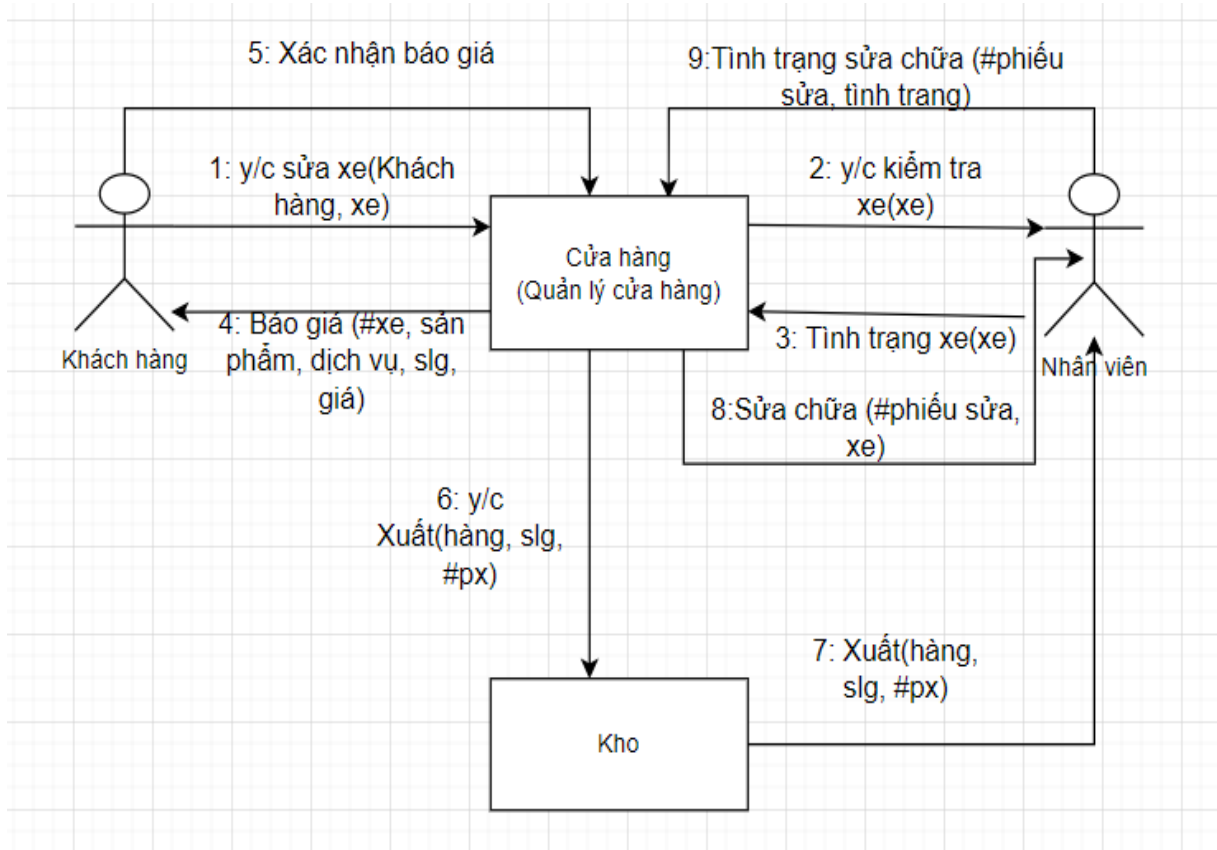 5: Xác nhận báo giá
9:Tình trạng sửa chữa (#phiếu
sửa, tình trang)
1: y/c sửa xe(Khách
hàng, xe)
2: y/c kiểm tra
xe(xe)
Cửa hàng
(Quản lý cửa hàng)
4: Báo giá (#xe, sản
phẩm, dịch vụ, slg,
giá)
3: Tình trạng xe(xe)
Khách hàng
Nhân viên
8:Sửa chữa (#phiếu sửa,
xe)
6: y/c
Xuất(hàng, slg,
#px)
7: Xuất(hàng,
slg, #px)
Kho